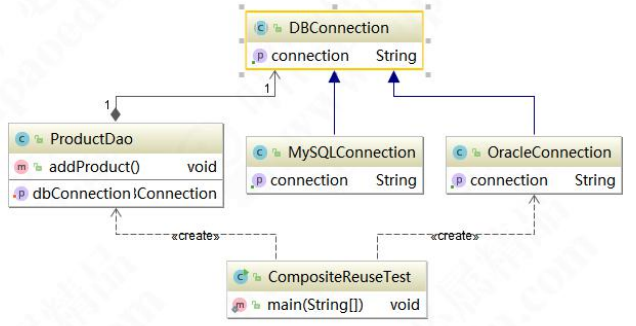 DBConnection
connection String
1
1
ProductDao
addProduct() void
dbConnection
MySQLConnection
connection String
OracleConnection
connection String
«create»
«create»
CompositeReuseTest
main(String[]) void